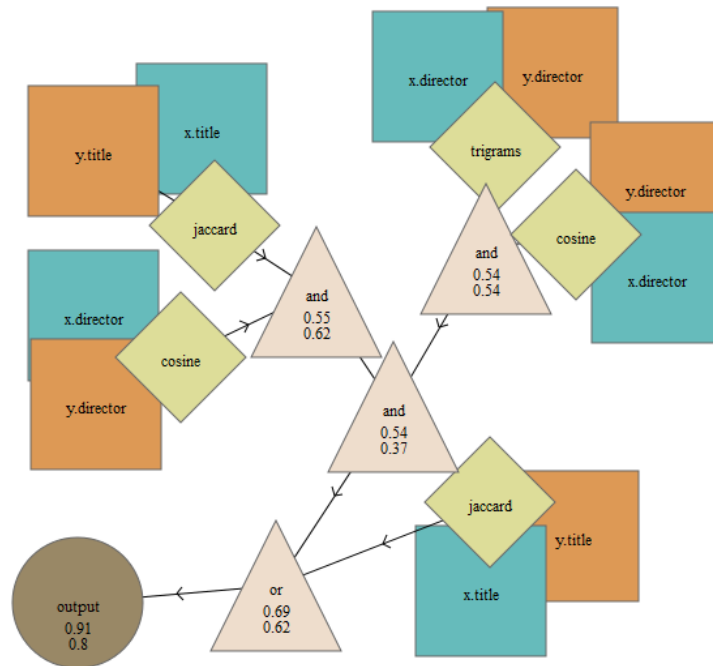 x.director
y.director
x.title
y.title
trigrams
y.director
jaccard
cosine
and
0.54
0.54
x.director
and
0.55
0.62
x.director
cosine
y.director
and
0.54
0.37
jaccard
y.title
or
0.69
0.62
x.title
output
0.91
0.8